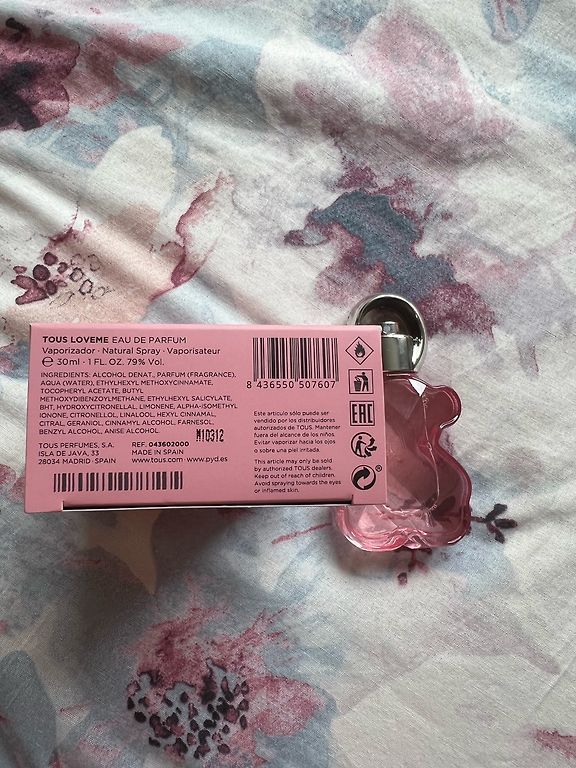 TOUS LOVEME EAU DE PARFUM
Vaporizador · Natural Spray · Vaporisateur
℮ 30ml · 1 FL. OZ. 79% Vol.
INGREDIENTS: ALCOHOL DENAT., PARFUM (FRAGRANCE),
AQUA (WATER), ETHYLHEXYL METHOXYCINNAMATE,
TOCOPHERYL ACETATE, BUTYL
METHOXYDIBENZOYLMETHANE, ETHYLHEXYL SALICYLATE,
BHT, HYDROXYCITRONELLAL, LIMONENE, ALPHA-ISOMETHYL
IONONE, CITRONELLOL, LINALOOL, HEXYL CINNAMAL,
CITRAL, GERANIOL, CINNAMYL ALCOHOL, FARNESOL,
BENZYL ALCOHOL, ANISE ALCOHOL.
TOUS PERFUMES, S.A.
ISLA DE JAVA, 33
28034 MADRID · SPAIN
REF. 043602000
MADE IN SPAIN
www.tous.com · www.pyd.es
8 436550 507607
Este artículo sólo puede ser
vendido por los distribuidores
autorizados de TOUS. Mantener
fuera del alcance de los niños.
Evitar vaporizar hacia los ojos
o sobre una piel irritada.
This article may only be sold
by authorized TOUS dealers.
Keep out of reach of children.
Avoid spraying towards the eyes
or inflamed skin.
EAC